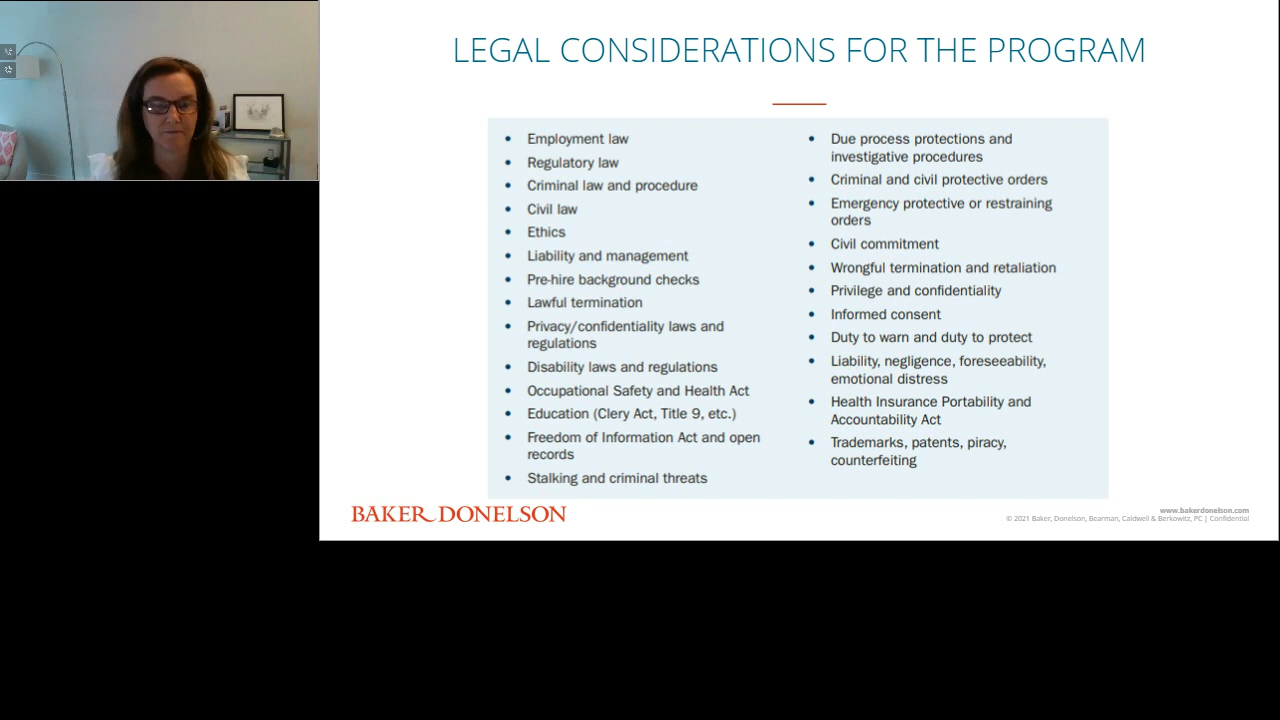 LEGAL CONSIDERATIONS FOR THE PROGRAM
• Employment law
• Regulatory law
• Criminal law and procedure
• Civil law
• Ethics
• Liability and management
• Pre-hire background checks
• Lawful termination
• Privacy/confidentiality laws and
regulations
• Disability laws and regulations
• Occupational Safety and Health Act
• Education (Clery Act, Title 9, etc.)
• Freedom of Information Act and open
records
• Stalking and criminal threats
• Due process protections and
investigative procedures
• Criminal and civil protective orders
• Emergency protective or restraining
orders
• Civil commitment
• Wrongful termination and retaliation
• Privilege and confidentiality
• Informed consent
• Duty to warn and duty to protect
• Liability, negligence, foreseeability,
emotional distress
• Health Insurance Portability and
Accountability Act
• Trademarks, patents, piracy,
counterfeiting
BAKER DONELSON
www.bakerdonelson.com
© 2021 Baker, Donelson, Bearman, Caldwell & Berkowitz, PC | Confidential